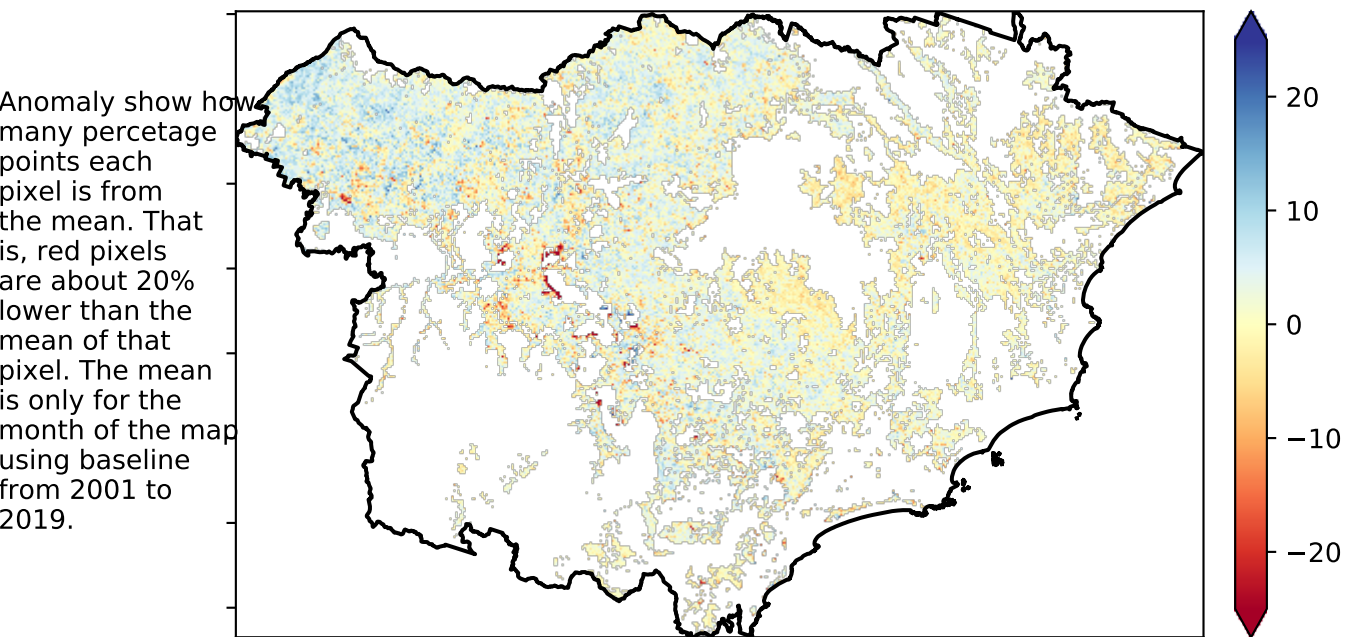 Anomaly show how
many percetage
points each
pixel is from
the mean. That
is, red pixels
are about 20%
lower than the
mean of that
pixel. The mean
is only for the
month of the map
using baseline
from 2001 to
2019.
20
10
0
−10
−20